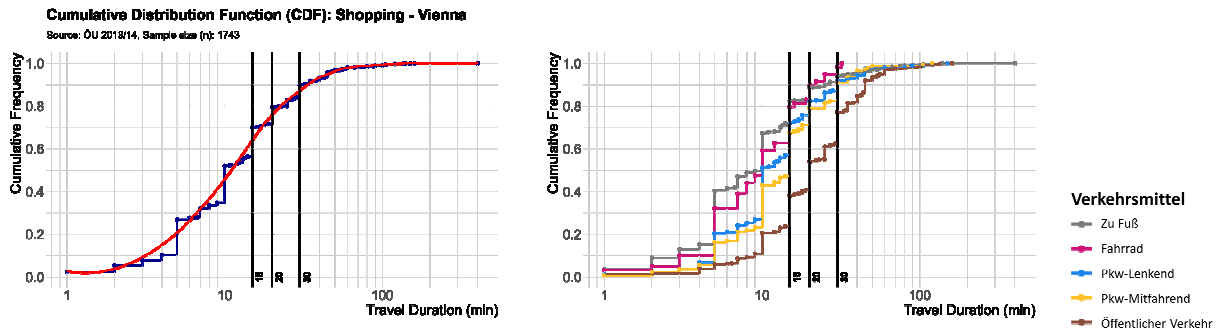 Cumulative Distribution Function (CDF): Shopping - Vienna
Source: ÖU 2013/14, Sample size (n): 1743
Cumulative Frequency
1.0
0.8
0.6
0.4
0.2
0.0
15
20
30
1
10
100
Travel Duration (min)
Cumulative Frequency
1.0
0.8
0.6
0.4
0.2
0.0
15
20
30
1
10
100
Travel Duration (min)
Verkehrsmittel
Zu Fuß
Fahrrad
Pkw-Lenkend
Pkw-Mitfahrend
Öffentlicher Verkehr